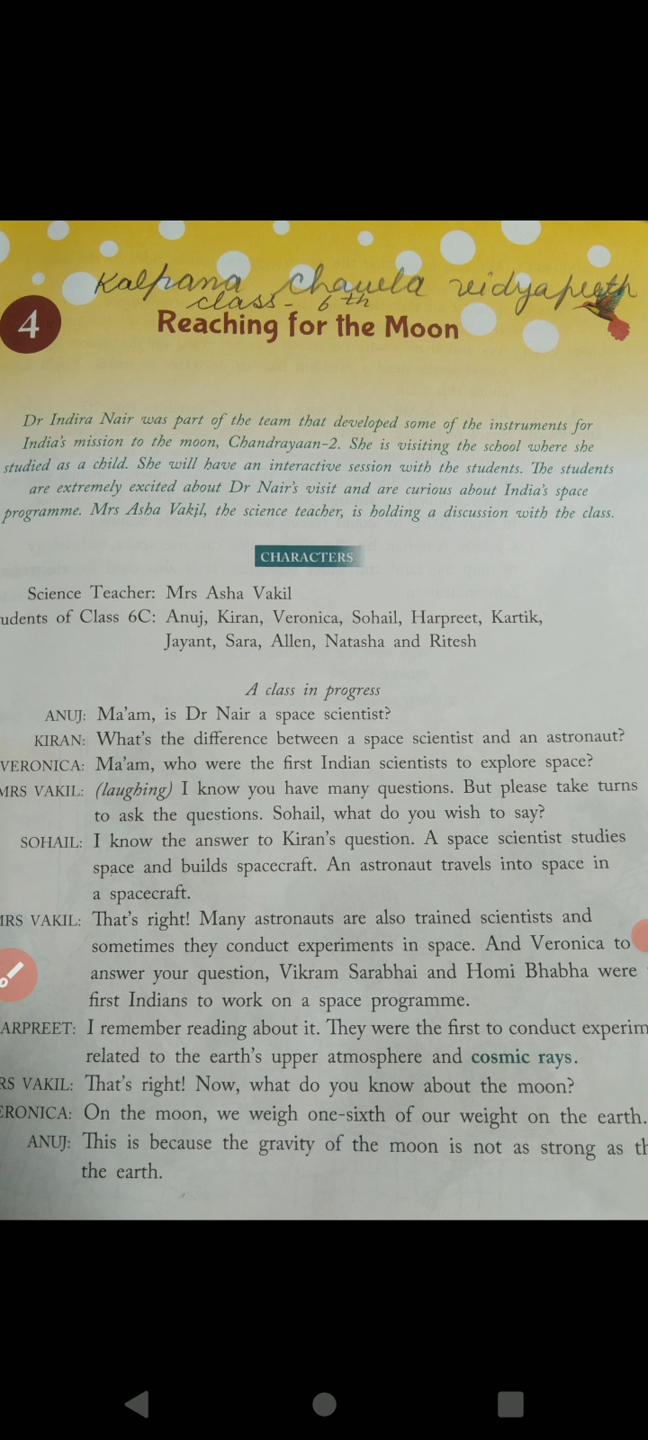 Kalpana Chawla vidyapeeth
class - 6th
4
Reaching for the Moon
Dr Indira Nair was part of the team that developed some of the instruments for
India's mission to the moon, Chandrayaan-2. She is visiting the school where she
studied as a child. She will have an interactive session with the students. The students
are extremely excited about Dr Nair's visit and are curious about India's space
programme. Mrs Asha Vakil, the science teacher, is holding a discussion with the class.
CHARACTERS
Science Teacher: Mrs Asha Vakil
udents of Class 6C: Anuj, Kiran, Veronica, Sohail, Harpreet, Kartik,
Jayant, Sara, Allen, Natasha and Ritesh
A class in progress
ANUJ: Ma'am, is Dr Nair a space scientist?
KIRAN: What's the difference between a space scientist and an astronaut?
VERONICA: Ma'am, who were the first Indian scientists to explore space?
MRS VAKIL: (laughing) I know you have many questions. But please take turns
to ask the questions. Sohail, what do you wish to say?
SOHAIL: I know the answer to Kiran's question. A space scientist studies
space and builds spacecraft. An astronaut travels into space in
a spacecraft.
MRS VAKIL: That's right! Many astronauts are also trained scientists and
sometimes they conduct experiments in space. And Veronica to
answer your question, Vikram Sarabhai and Homi Bhabha were
first Indians to work on a space programme.
ARPREET: I remember reading about it. They were the first to conduct experim
related to the earth's upper atmosphere and cosmic rays.
RS VAKIL: That's right! Now, what do you know about the moon?
ERONICA: On the moon, we weigh one-sixth of our weight on the earth.
ANUJ: This is because the gravity of the moon is not as strong as th
the earth.